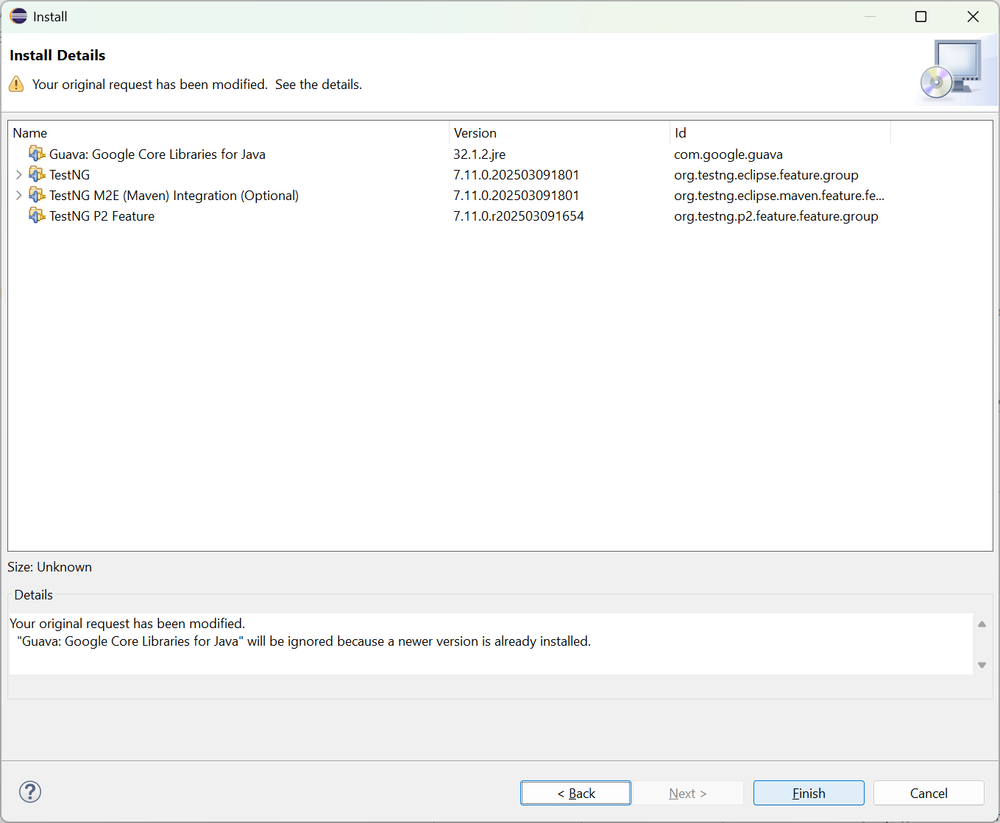 Install
Install Details
Your original request has been modified.  See the details.
Name Version Id
Guava: Google Core Libraries for Java 32.1.2.jre com.google.guava
TestNG 7.11.0.202503091801 org.testng.eclipse.feature.group
TestNG M2E (Maven) Integration (Optional) 7.11.0.202503091801 org.testng.eclipse.maven.feature.fe...
TestNG P2 Feature 7.11.0.r202503091654 org.testng.p2.feature.feature.group
Size: Unknown
Details
Your original request has been modified.
"Guava: Google Core Libraries for Java" will be ignored because a newer version is already installed.
? < Back Next > Finish Cancel